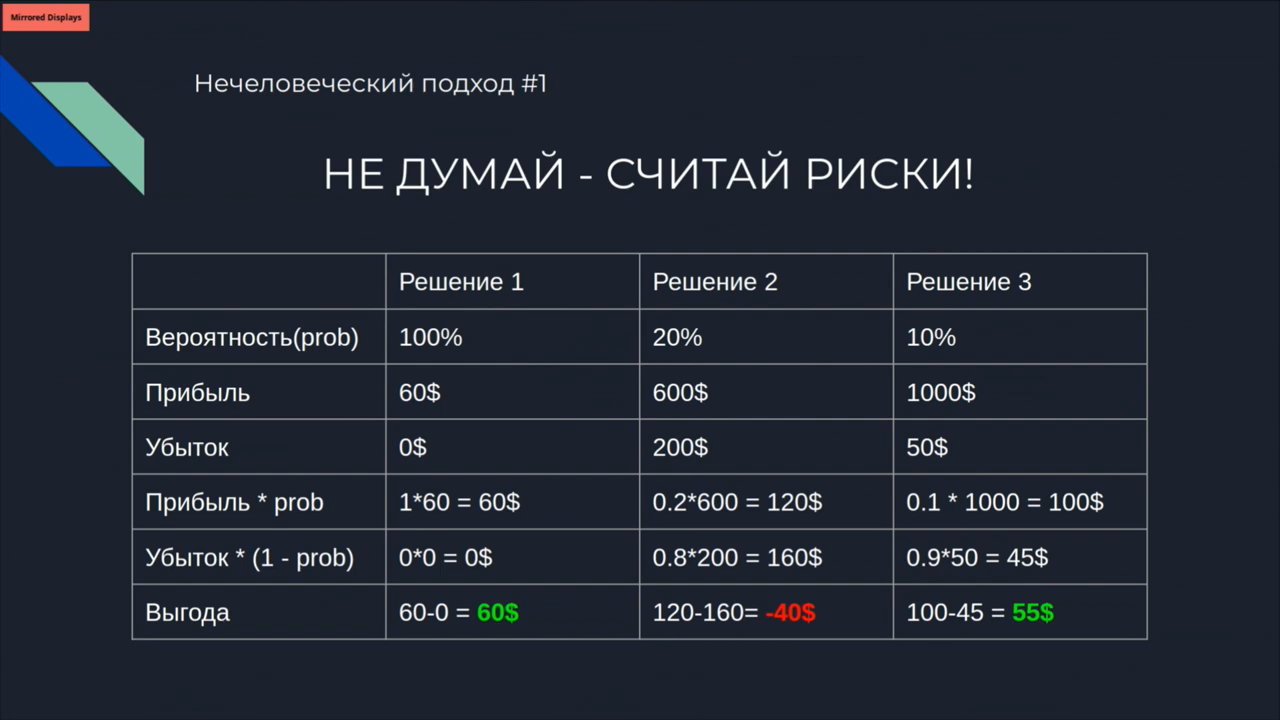 Mirrored Displays
Нечеловеческий подход #1
НЕ ДУМАЙ - СЧИТАЙ РИСКИ!
Решение 1 Решение 2 Решение 3
Вероятность(prob) 100% 20% 10%
Прибыль 60$ 600$ 1000$
Убыток 0$ 200$ 50$
Прибыль * prob 1*60 = 60$ 0.2*600 = 120$ 0.1 * 1000 = 100$
Убыток * (1 - prob) 0*0 = 0$ 0.8*200 = 160$ 0.9*50 = 45$
Выгода 60-0 = 60$ 120-160= -40$ 100-45 = 55$